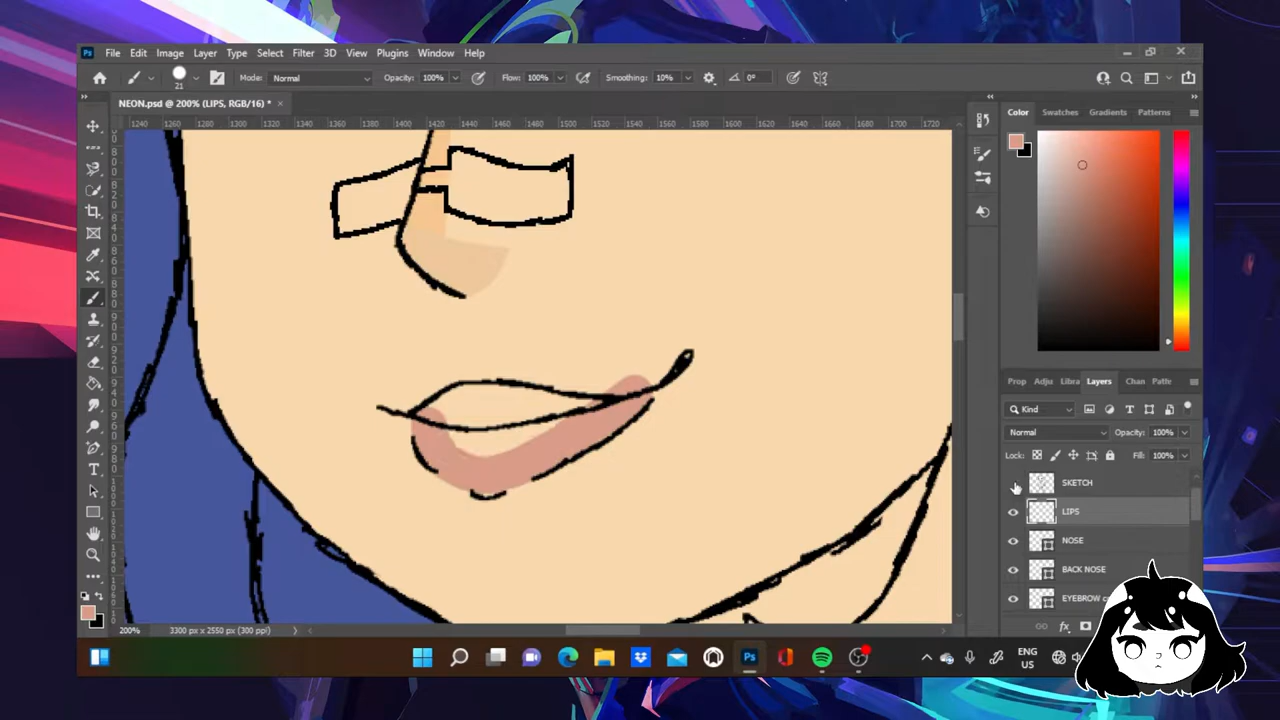 Ps File Edit Image Layer Type Select Filter 3D View Plugins Window Help
21 Mode: Normal Opacity: 100% Flow: 100% Smoothing: 10% 0°
NEON.psd @ 200% (LIPS, RGB/16) * ×
1240 1260 1280 1300 1320 1340 1360 1380 1400 1420 1440 1460 1480 1500 1520 1540 1560 1580 1600 1620 1640 1660 1680 1700 1720
Color Swatches Gradients Patterns
Prop Adju Libra Layers Chan Patte
Kind
Normal Opacity: 100%
Lock: Fill: 100%
SKETCH
LIPS
NOSE
BACK NOSE
EYEBROW
fx
200% 3300 px x 2550 px (300 ppi)
Ps
ENG
US